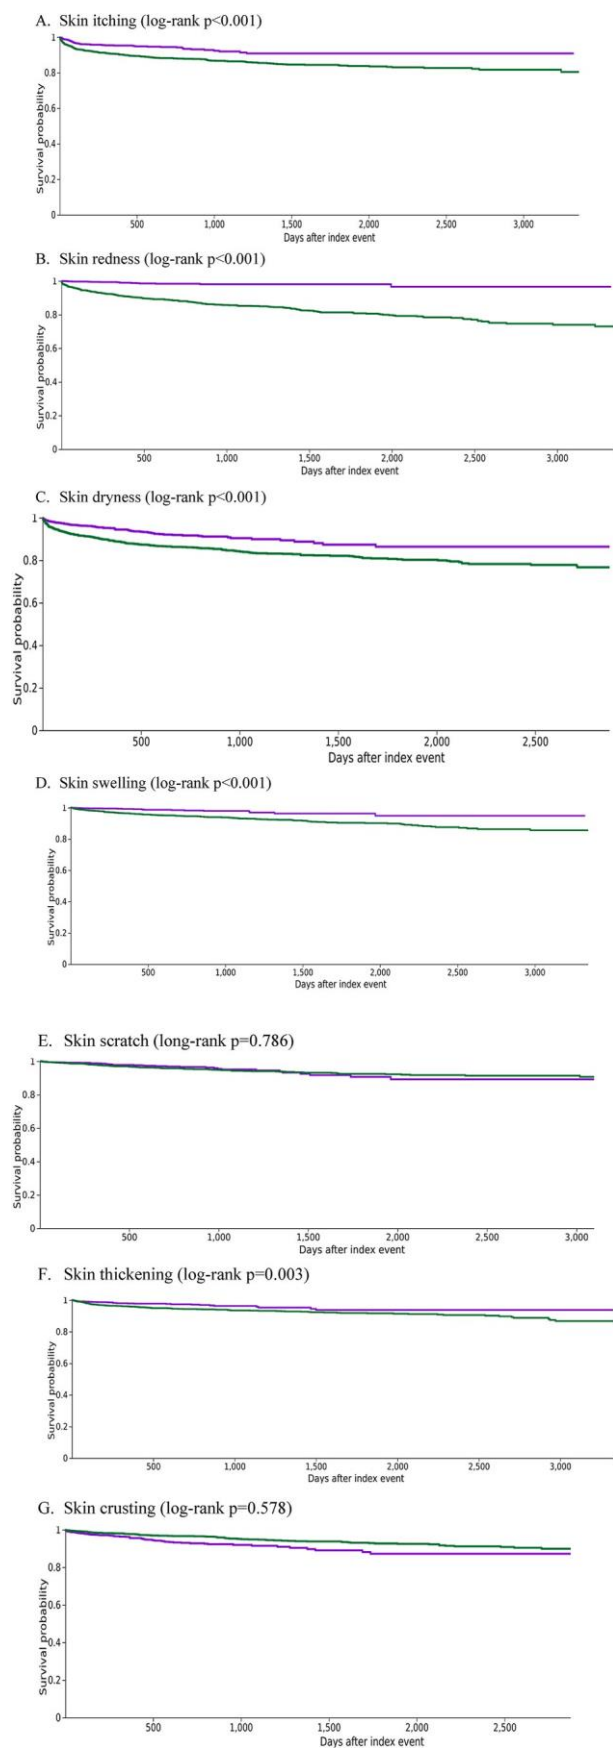 A. Skin itching (log-rank p<0.001)
1
0.8
0.6
0.4
0.2
0
Survival probability
500 1,000 1,500 2,000 2,500 3,000
Days after index event
B. Skin redness (log-rank p<0.001)
1
0.8
0.6
0.4
0.2
0
Survival probability
500 1,000 1,500 2,000 2,500 3,000
Days after index event
C. Skin dryness (log-rank p<0.001)
1
0.8
0.6
0.4
0.2
0
Survival probability
500 1,000 1,500 2,000 2,500
Days after index event
D. Skin swelling (log-rank p<0.001)
1
0.8
0.6
0.4
0.2
0
Survival probability
500 1,000 1,500 2,000 2,500 3,000
Days after index event
E. Skin scratch (long-rank p=0.786)
1
0.8
0.6
0.4
0.2
0
Survival probability
500 1,000 1,500 2,000 2,500 3,000
Days after index event
F. Skin thickening (log-rank p=0.003)
1
0.8
0.6
0.4
0.2
0
Survival probability
500 1,000 1,500 2,000 2,500 3,000
Days after index event
G. Skin crusting (log-rank p=0.578)
1
0.8
0.6
0.4
0.2
0
Survival probability
500 1,000 1,500 2,000 2,500
Days after index event